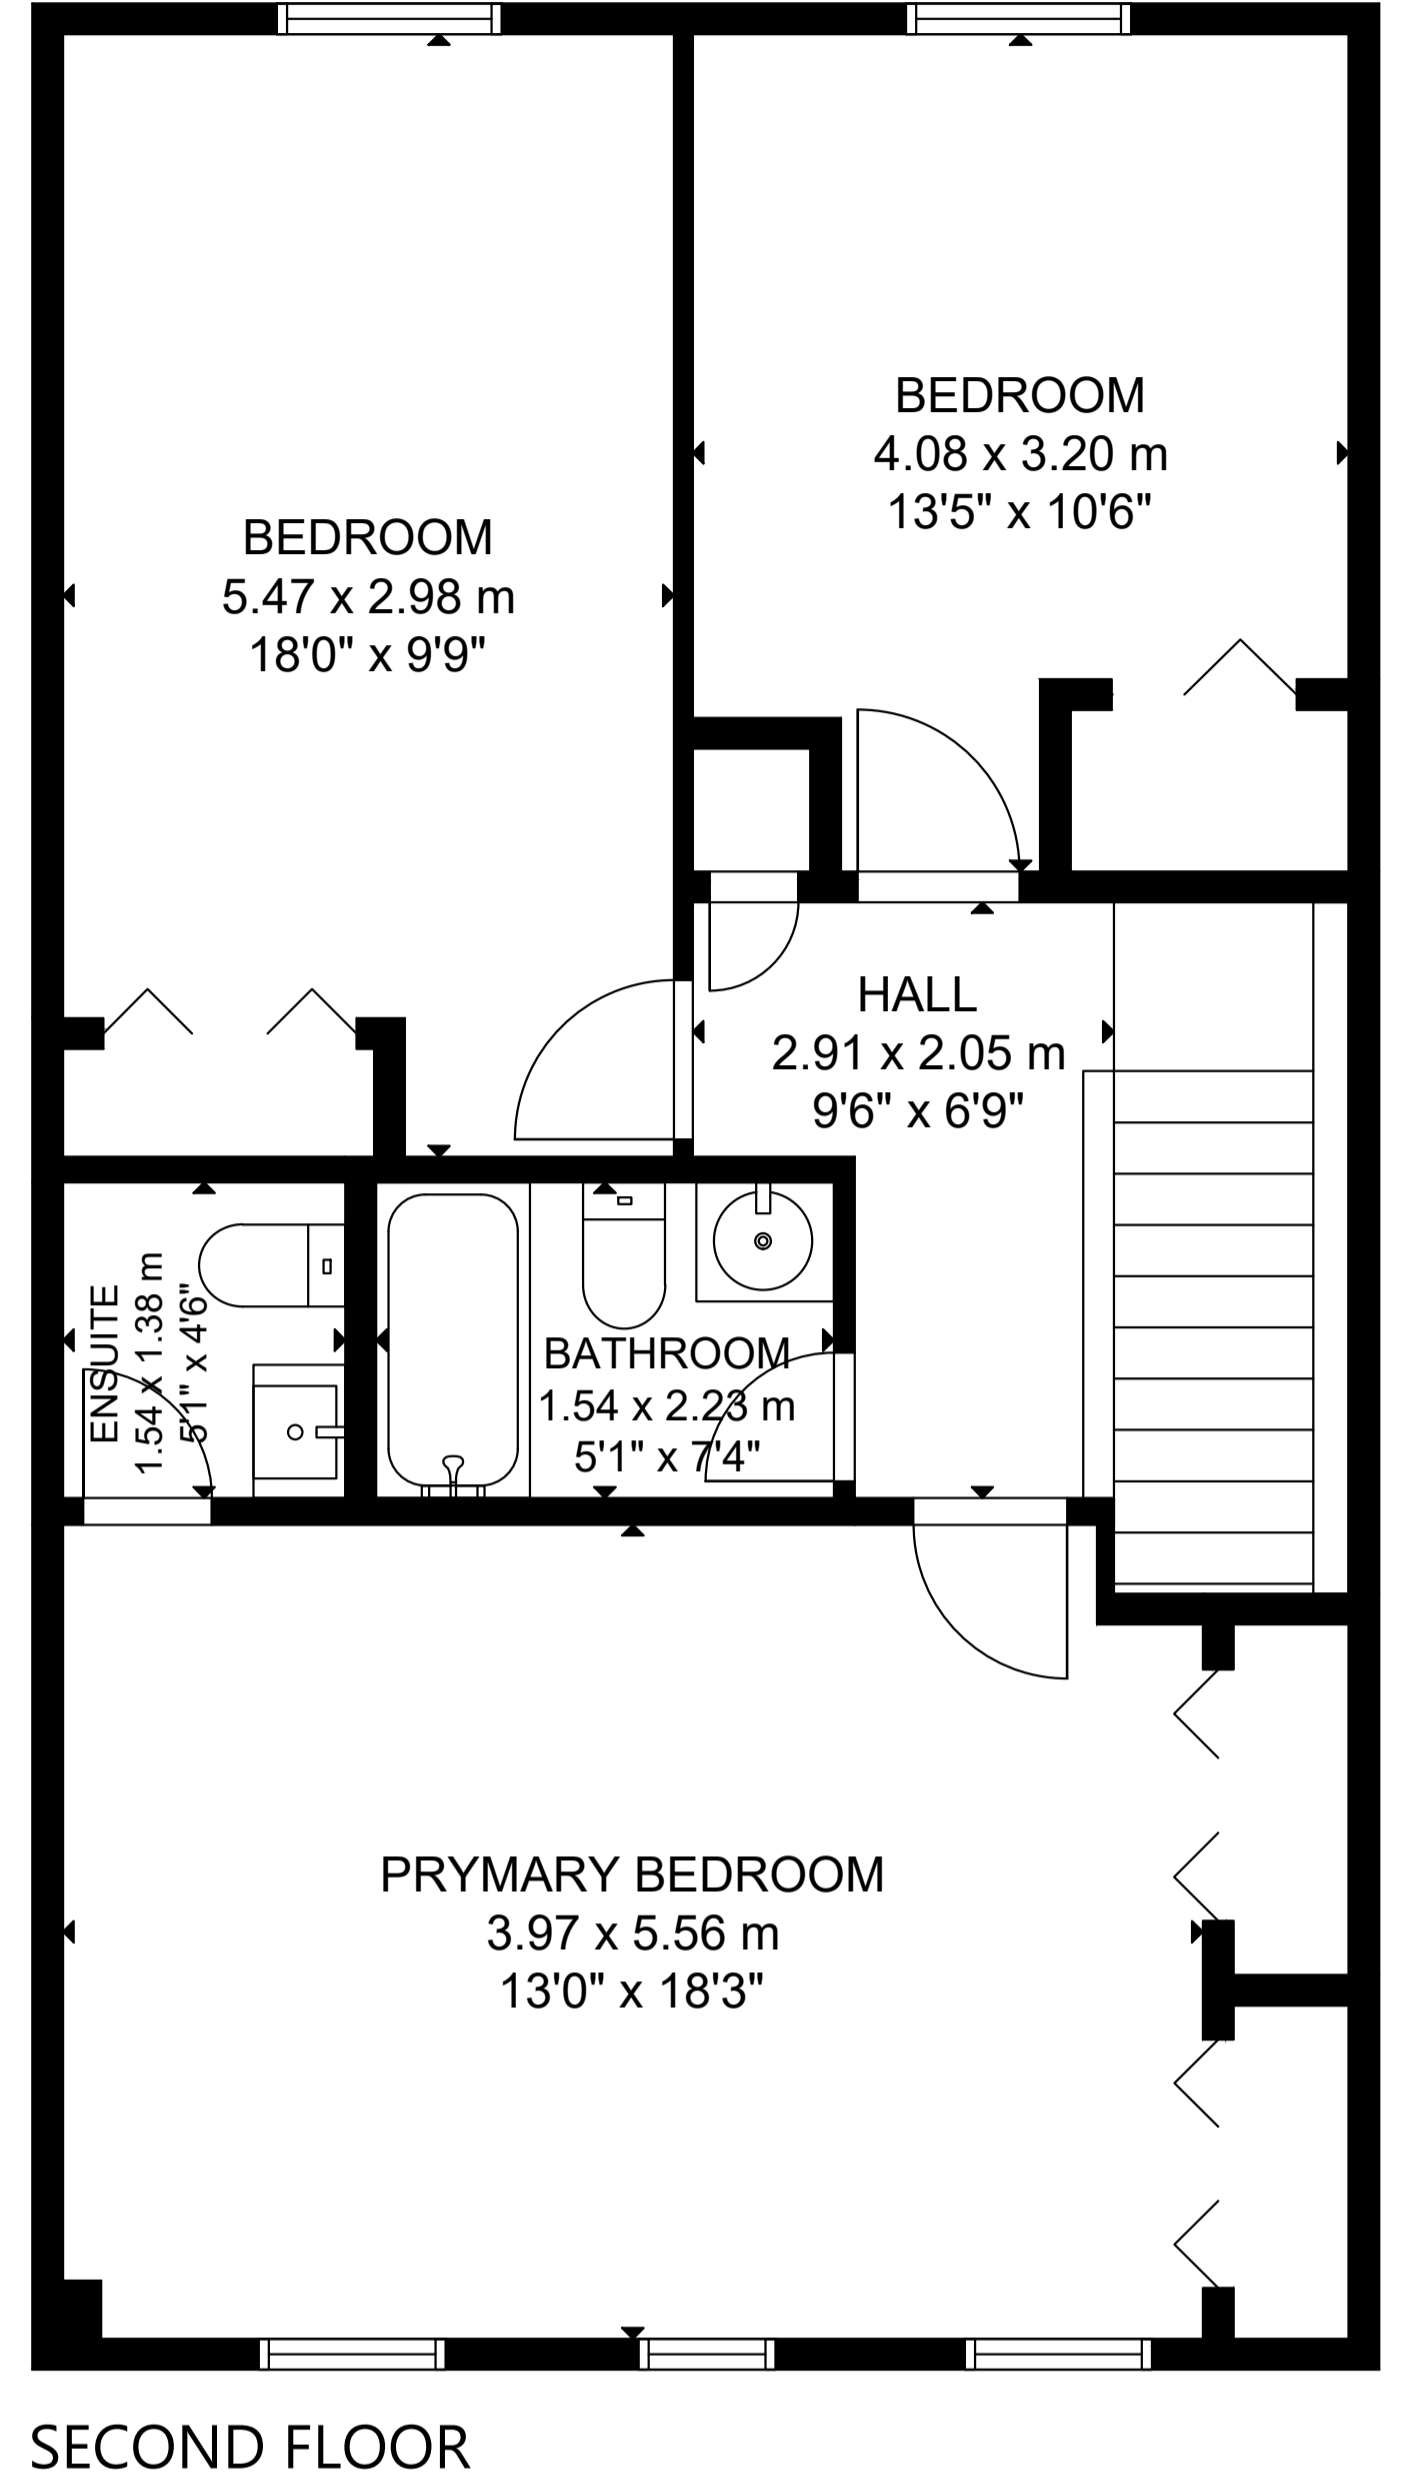 BEDROOM
4.08 x 3.20 m
13'5" x 10'6"
BEDROOM
5.47 x 2.98 m
18'0" x 9'9"
HALL
2.91 x 2.05 m
9'6" x 6'9"
ENSUITE
1.54 x 1.38 m
5'1" x 4'6"
BATHROOM
1.54 x 2.23 m
5'1" x 7'4"
PRYMARY BEDROOM
3.97 x 5.56 m
13'0" x 18'3"
SECOND FLOOR